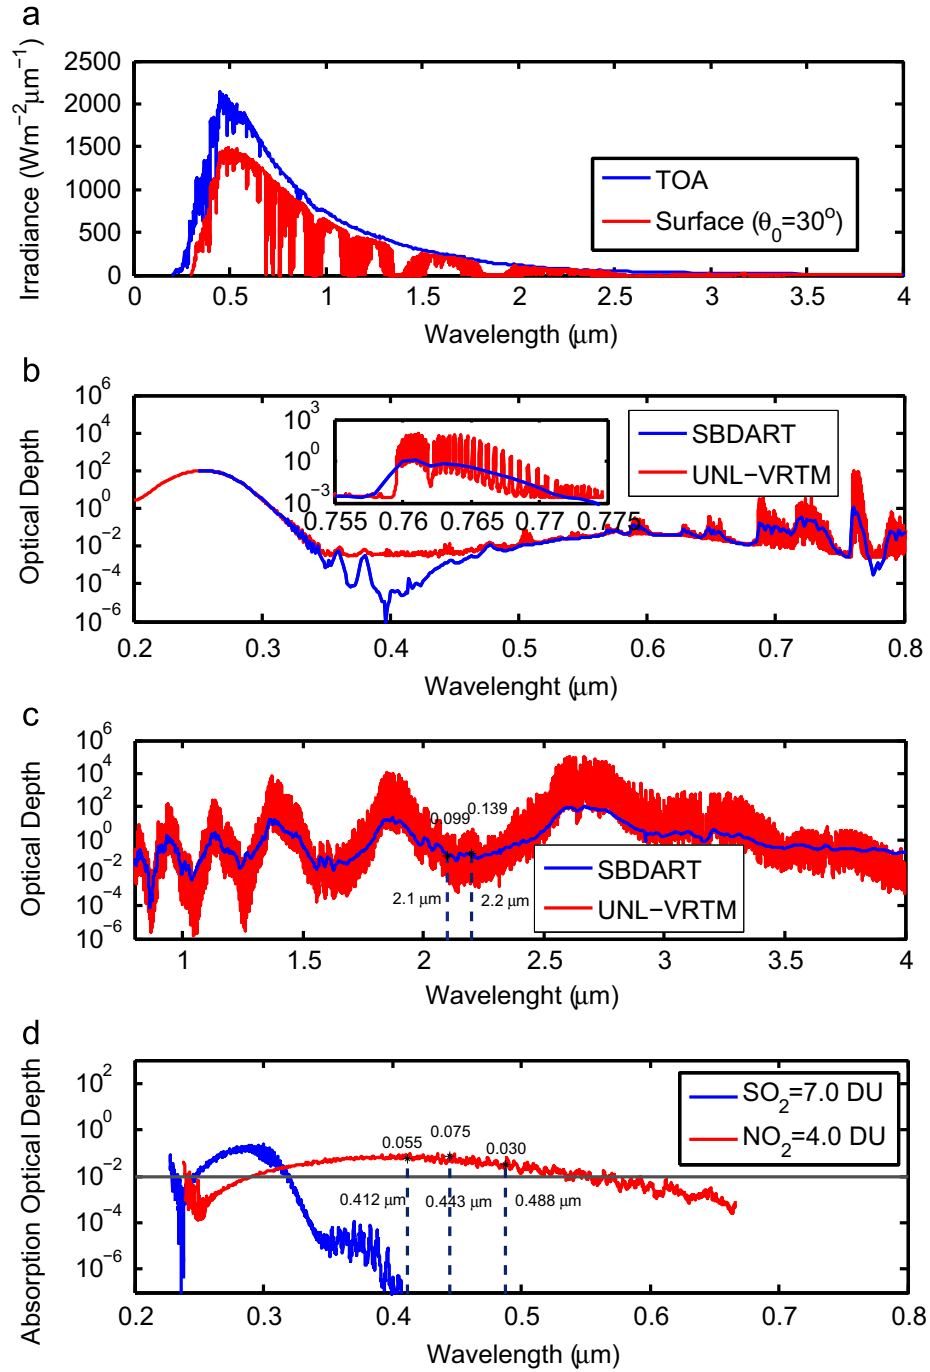 a
Irradiance (Wm⁻²μm⁻¹)
2500
2000
1500
1000
500
0
TOA
Surface (θ₀=30°)
0 0.5 1 1.5 2 2.5 3 3.5 4
Wavelength (μm)
b
Optical Depth
10⁶
10⁴
10²
10⁰
10⁻²
10⁻⁴
10⁻⁶
10³
10⁰
10⁻³
0.755 0.76 0.765 0.77 0.775
SBDART
UNL−VRTM
0.2 0.3 0.4 0.5 0.6 0.7 0.8
Wavelenght (μm)
c
Optical Depth
10⁶
10⁴
10²
10⁰
10⁻²
10⁻⁴
10⁻⁶
0.099
0.139
2.1 μm
2.2 μm
SBDART
UNL−VRTM
1 1.5 2 2.5 3 3.5 4
Wavelenght (μm)
d
Absorption Optical Depth
10²
10⁰
10⁻²
10⁻⁴
10⁻⁶
0.055
0.075
0.030
0.412 μm
0.443 μm
0.488 μm
SO₂=7.0 DU
NO₂=4.0 DU
0.2 0.3 0.4 0.5 0.6 0.7 0.8
Wavelength (μm)